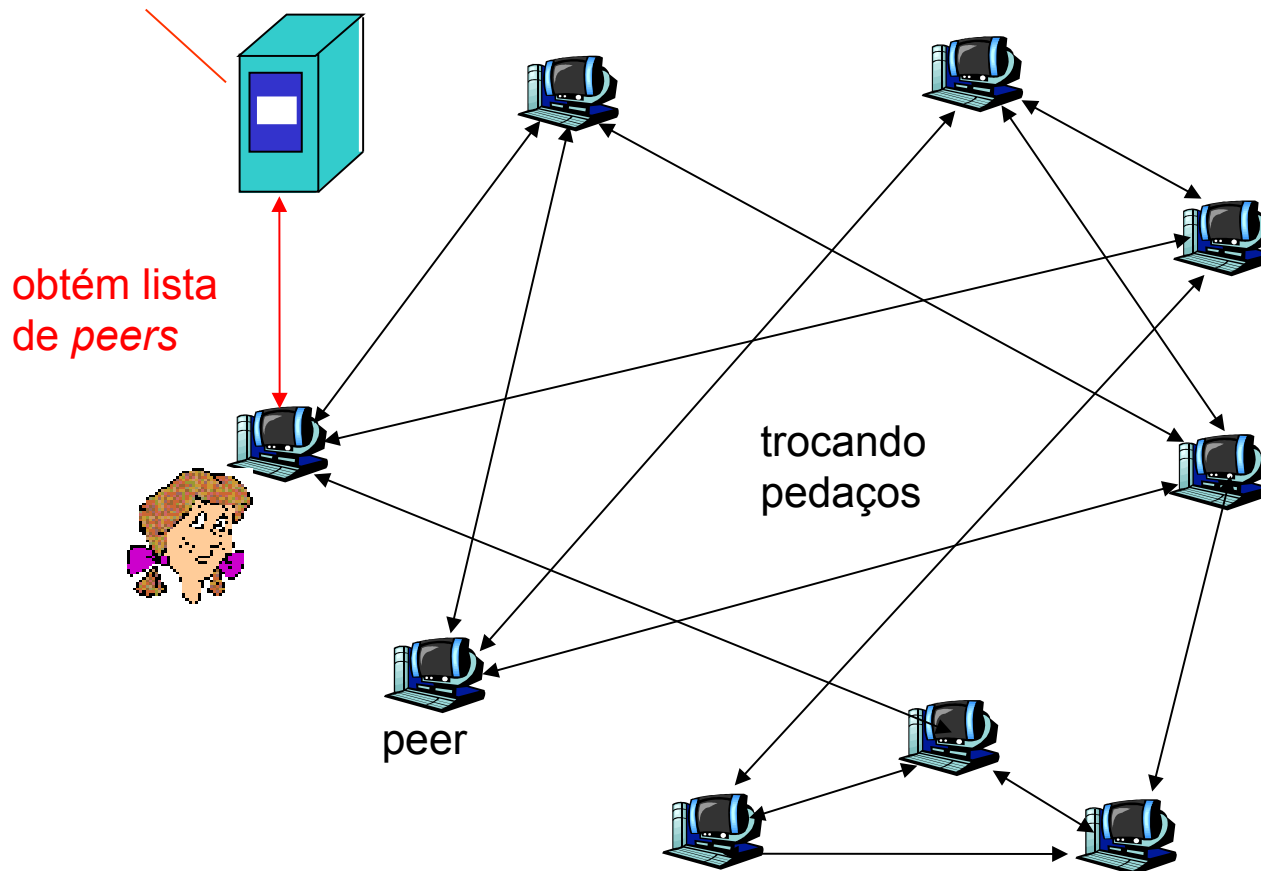 obtém lista
de peers
trocando
pedaços
peer